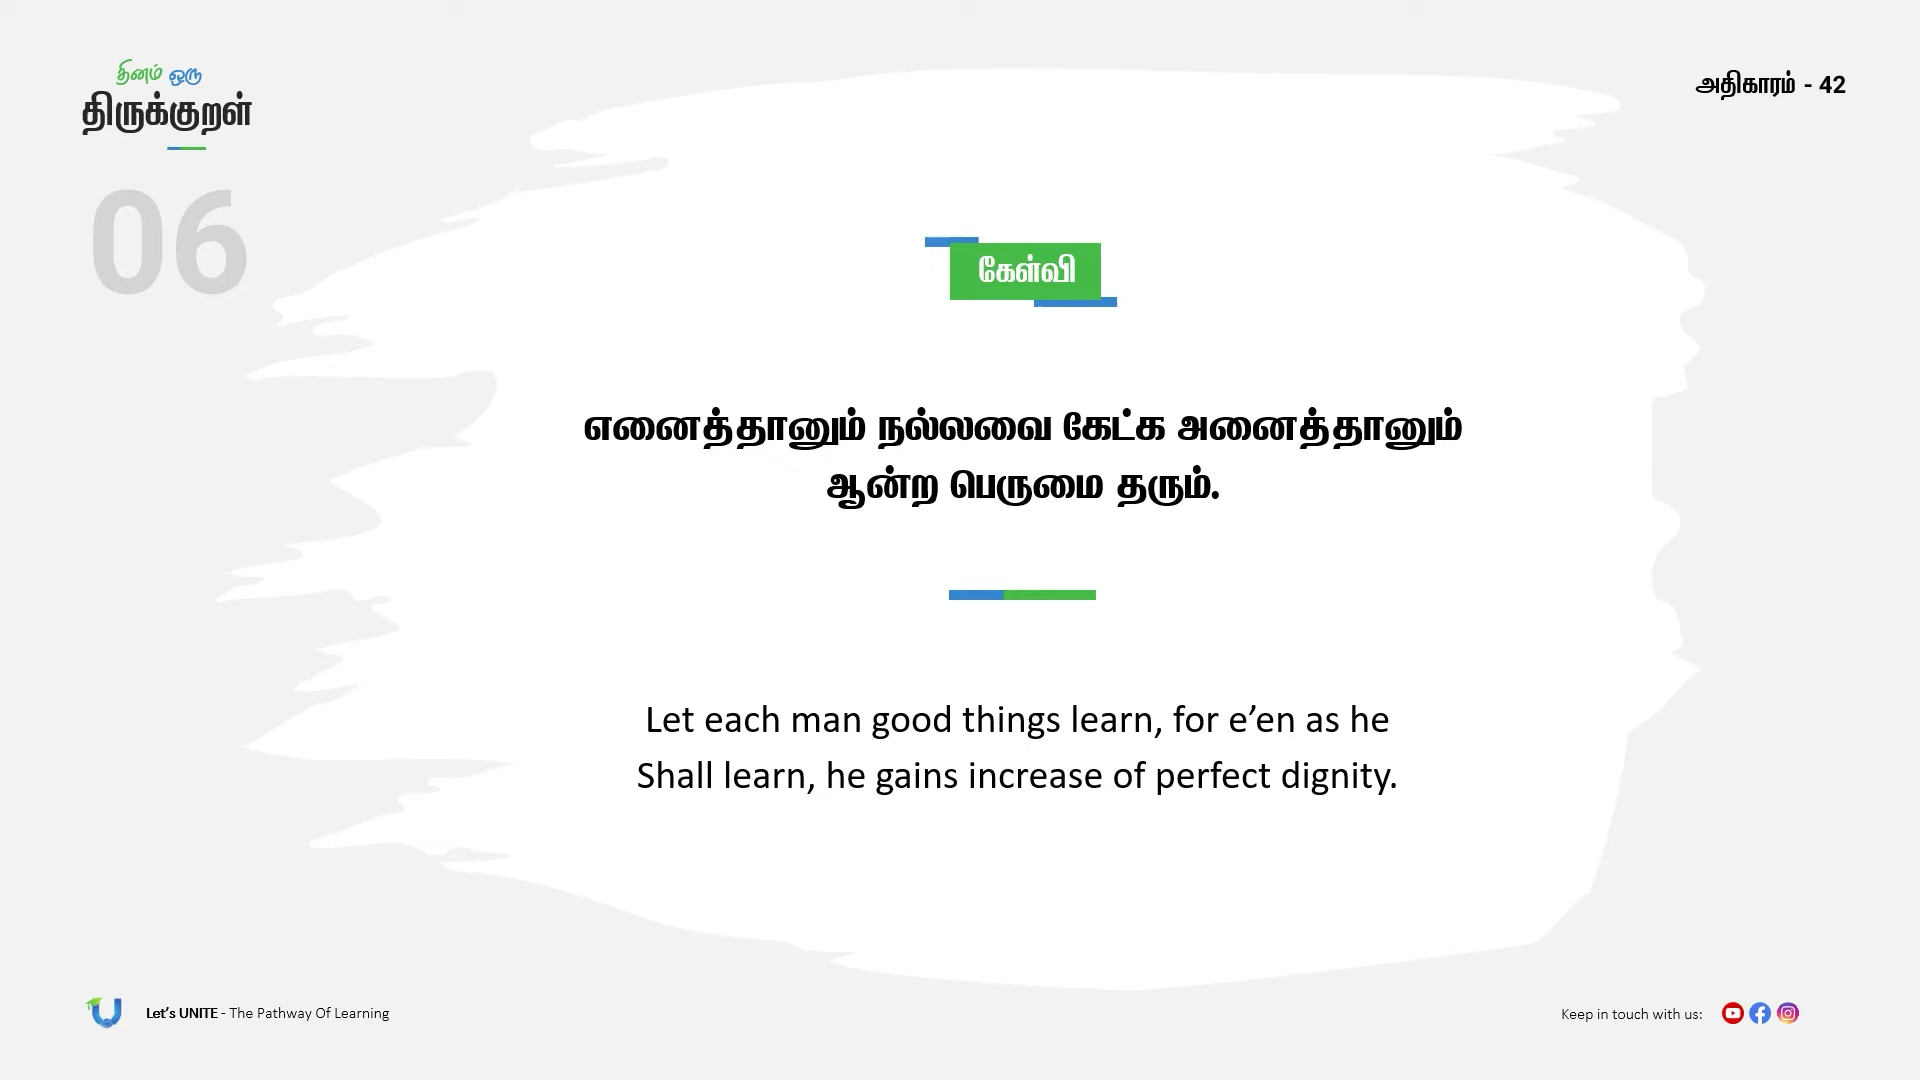 தினம் ஒரு
திருக்குறள்
06
அதிகாரம் - 42
கேள்வி
எனைத்தானும் நல்லவை கேட்க அனைத்தானும்
ஆன்ற பெருமை தரும்.
Let each man good things learn, for e’en as he
Shall learn, he gains increase of perfect dignity.
Let’s UNITE - The Pathway Of Learning
Keep in touch with us: